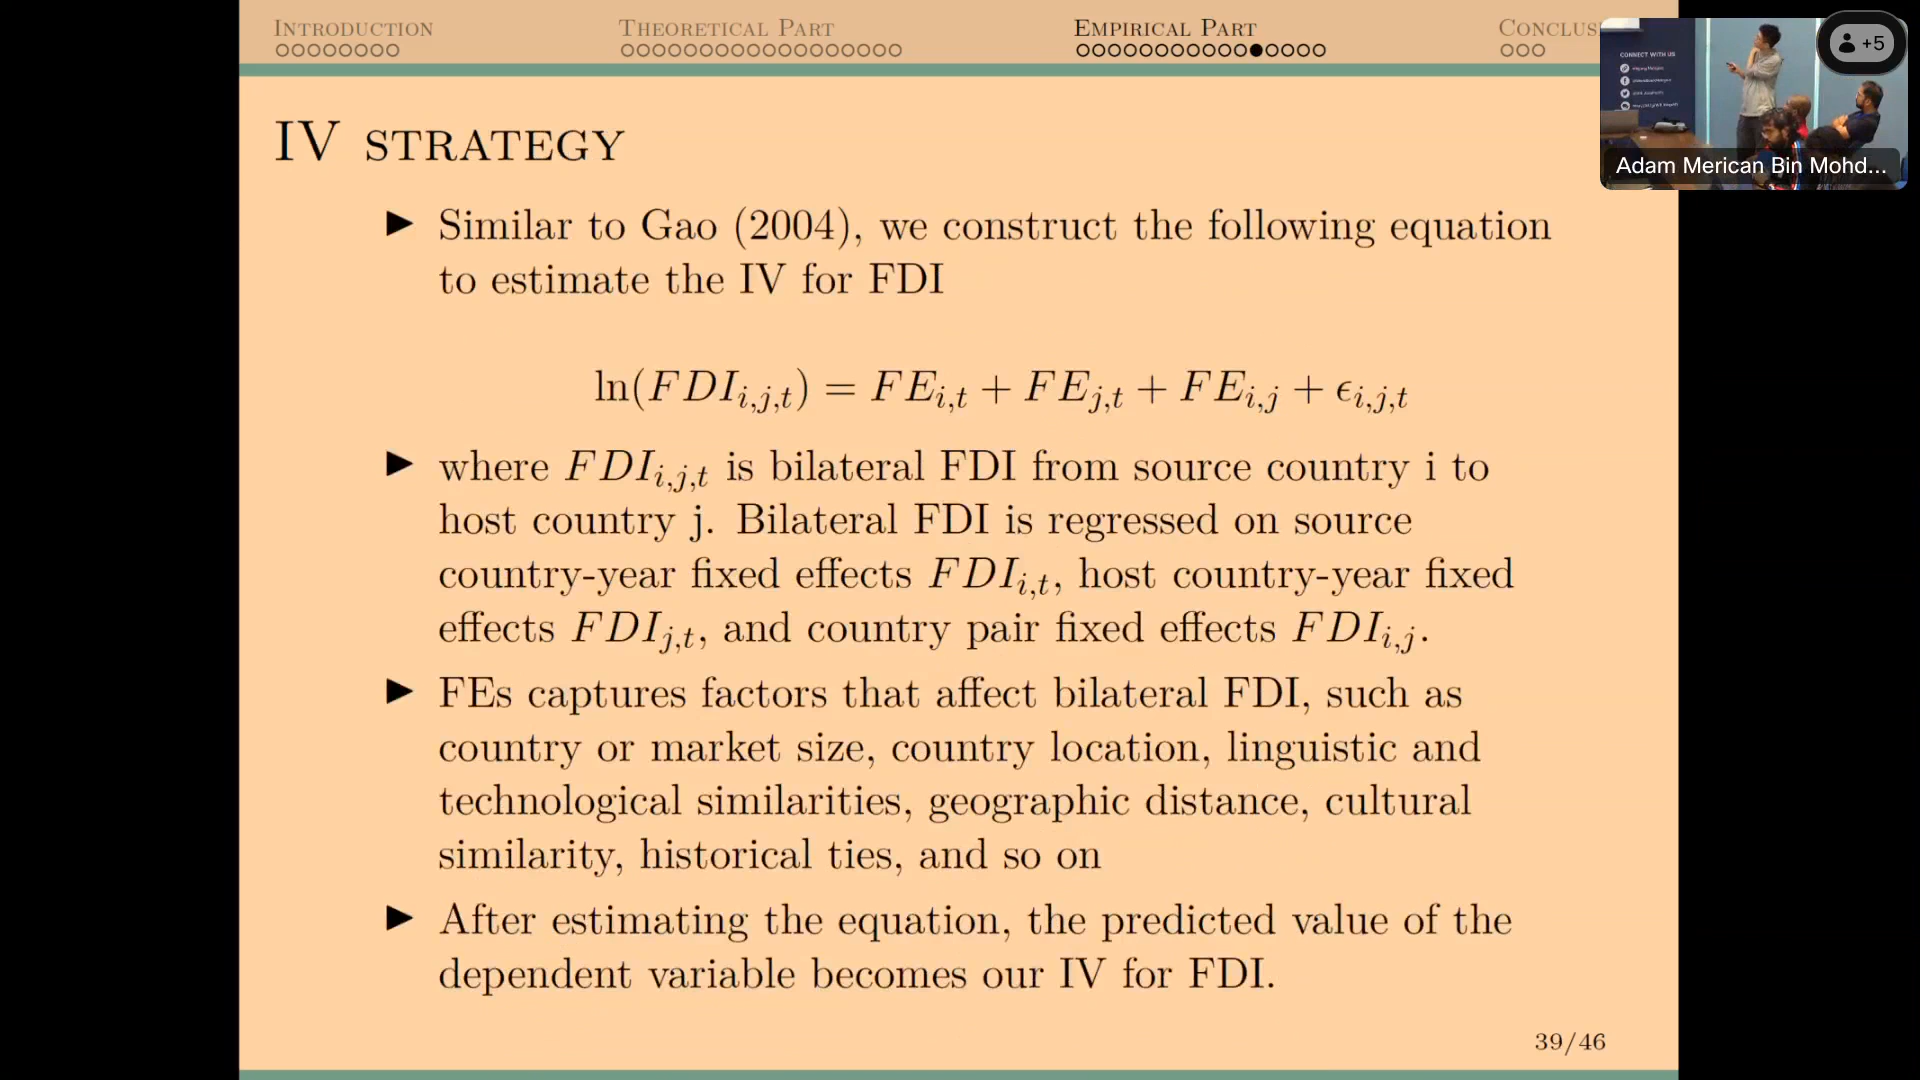 INTRODUCTION
THEORETICAL PART
EMPIRICAL PART
CONCLUS
+5
CONNECT WITH US
Adam Merican Bin Mohd...
IV STRATEGY
▶ Similar to Gao (2004), we construct the following equation
to estimate the IV for FDI
ln(FDI_{i,j,t}) = FE_{i,t} + FE_{j,t} + FE_{i,j} + ϵ_{i,j,t}
▶ where FDI_{i,j,t} is bilateral FDI from source country i to
host country j. Bilateral FDI is regressed on source
country-year fixed effects FDI_{i,t}, host country-year fixed
effects FDI_{j,t}, and country pair fixed effects FDI_{i,j}.
▶ FEs captures factors that affect bilateral FDI, such as
country or market size, country location, linguistic and
technological similarities, geographic distance, cultural
similarity, historical ties, and so on
▶ After estimating the equation, the predicted value of the
dependent variable becomes our IV for FDI.
39/46